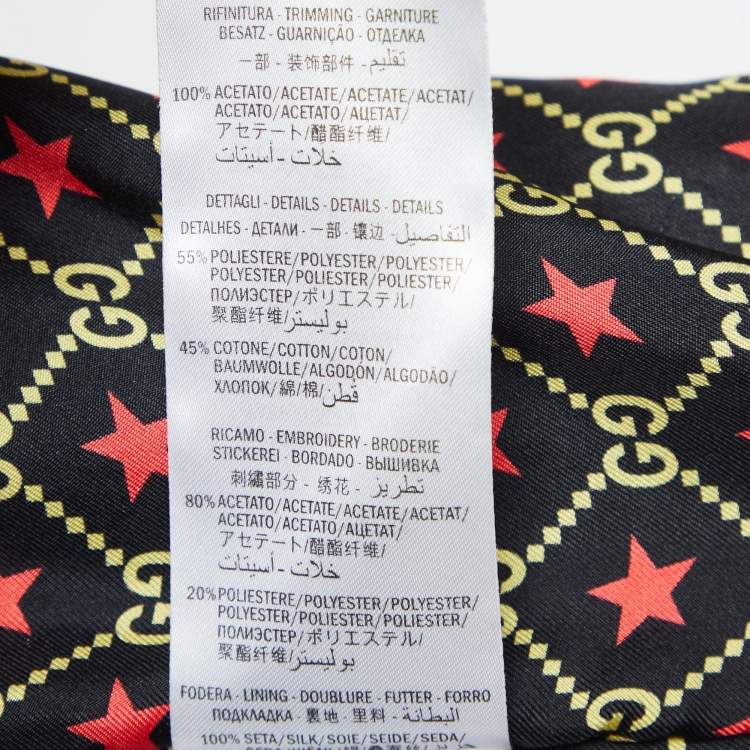 RIFINITURA - TRIMMING - GARNITURE
BESATZ - GUARNIÇÃO - ОТДЕЛКА
一部 - 装饰部件 - تقليم
100% ACETATO/ACETATE/ACETATE/ACETAT/
ACETATO/ACETATO/АЦЕТАТ/
アセテート/醋酯纤维/
خلات - أسيتات
DETTAGLI - DETAILS - DETAILS - DETAILS
DETALHES - ДЕТАЛИ - 一部 - 镶边 - التفاصيل
55% POLIESTERE/POLYESTER/POLYESTER/
POLYESTER/POLIESTER/POLIESTER/
ПОЛИЭСТЕР/ポリエステル/
聚酯纤维/بوليستر
45% COTONE/COTTON/COTON/
BAUMWOLLE/ALGODÓN/ALGODÃO/
ХЛОПОК/綿/棉/قطن
RICAMO - EMBROIDERY - BRODERIE
STICKEREI - BORDADO - ВЫШИВКА
刺繍部分 - 绣花 - تطريز
80% ACETATO/ACETATE/ACETATE/ACETAT/
ACETATO/ACETATO/АЦЕТАТ/
アセテート/醋酯纤维/
خلات - أسيتات
20% POLIESTERE/POLYESTER/POLYESTER/
POLYESTER/POLIESTER/POLIESTER/
ПОЛИЭСТЕР/ポリエステル/
聚酯纤维/بوليستر
FODERA - LINING - DOUBLURE - FUTTER - FORRO
ПОДКЛАДКА - 裏地 - 里料 - البطانة
100% SETA/SILK/SOIE/SEIDE/SEDA/